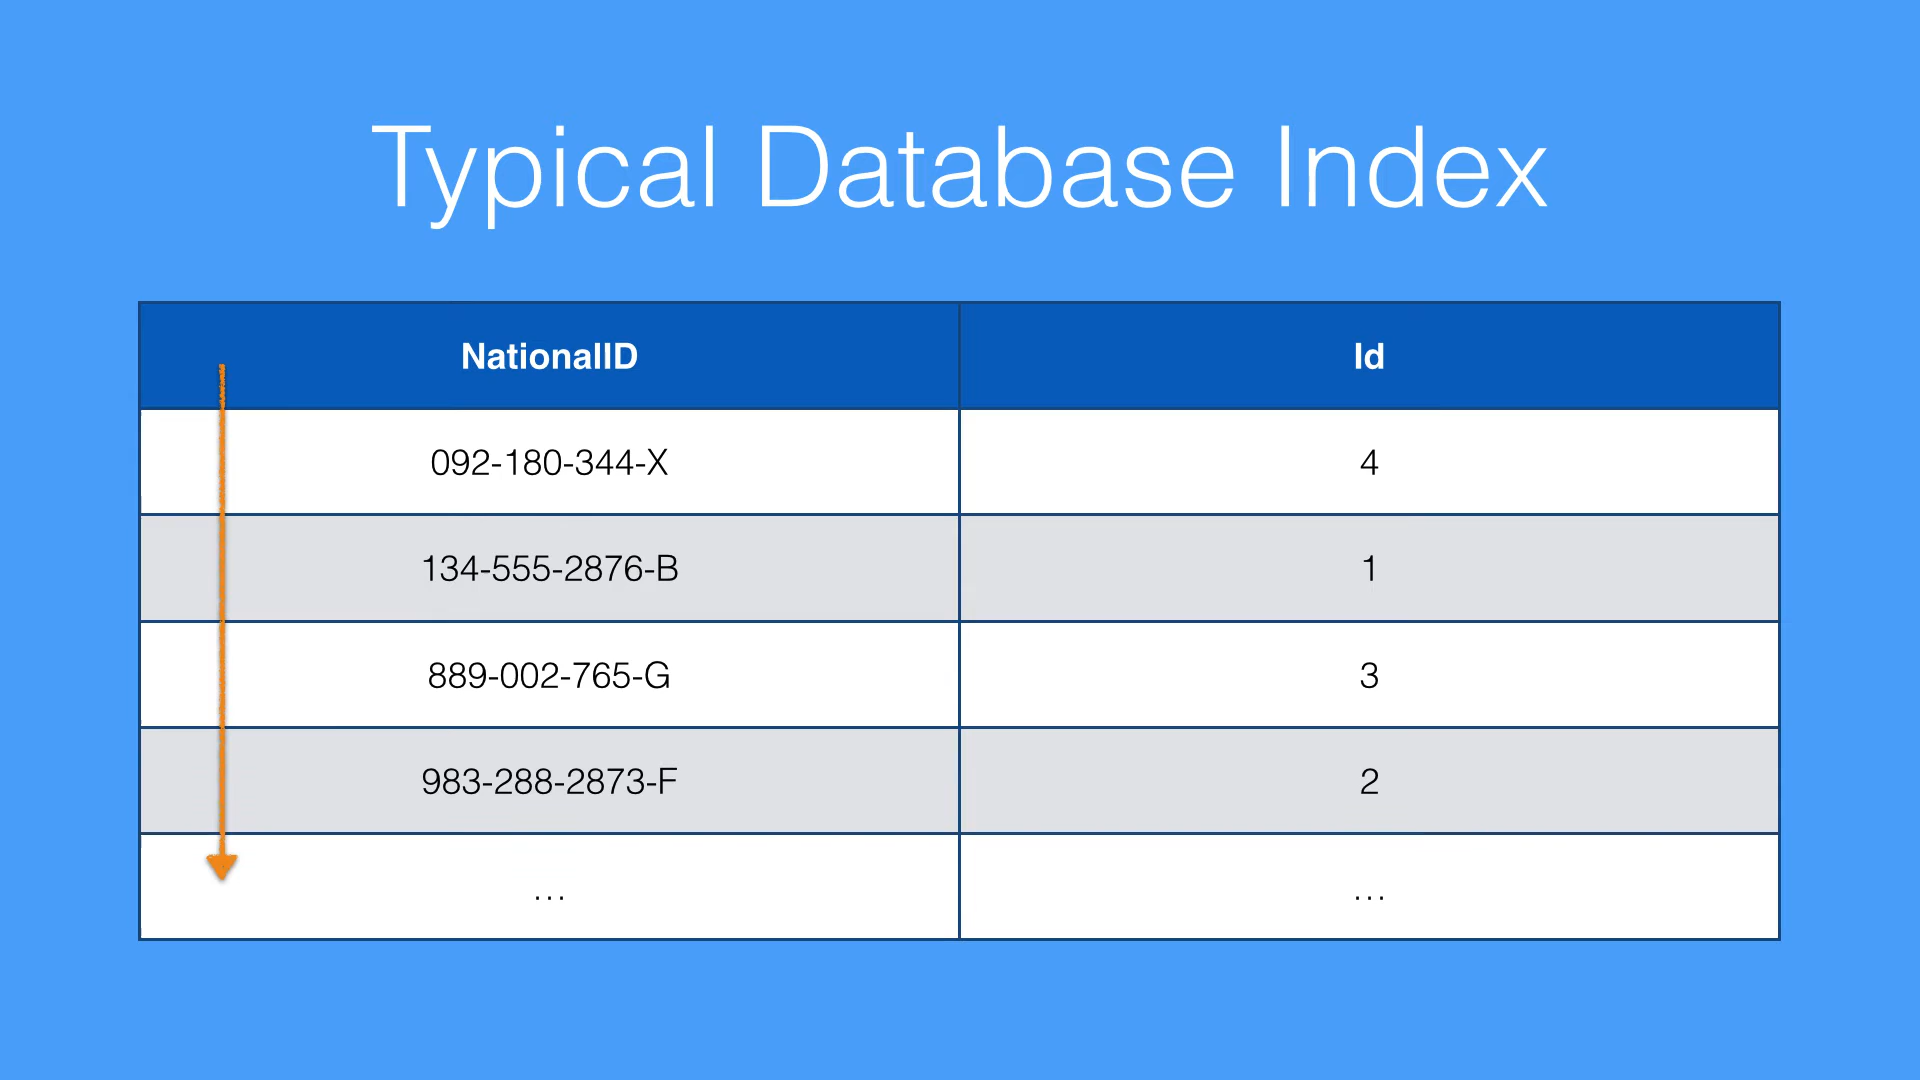 Typical Database Index
NationalID Id
092-180-344-X 4
134-555-2876-B 1
889-002-765-G 3
983-288-2873-F 2
... ...